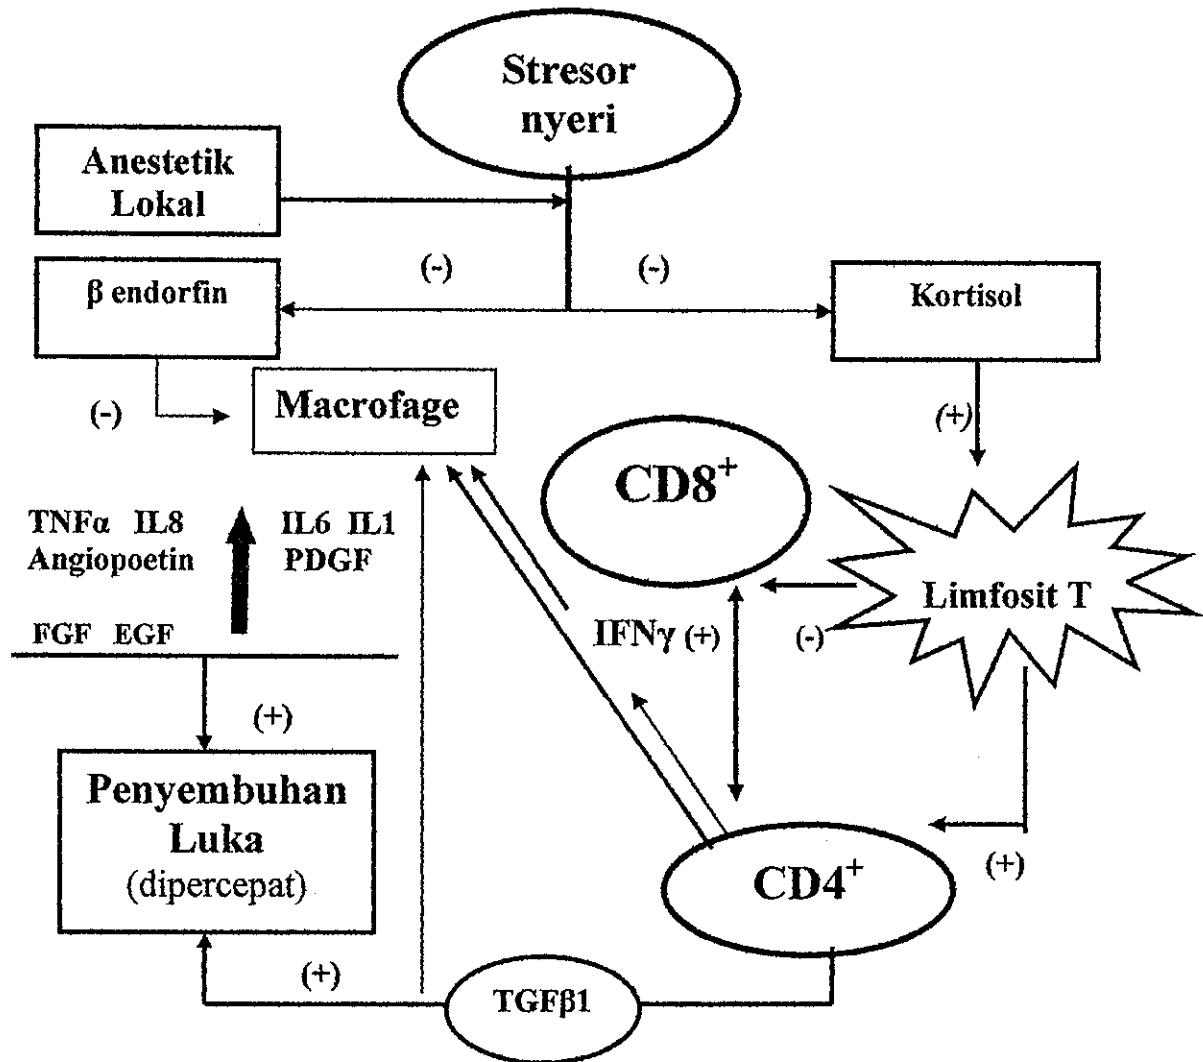 Stresor
nyeri
Anestetik
Lokal
(-)
(-)
β endorfin
Kortisol
(-)
Macrofage
(+)
CD8⁺
TNFα IL8
IL6 IL1
Angiopoetin
PDGF
Limfosit T
FGF EGF
IFNγ (+)
(-)
(+)
Penyembuhan
Luka
(dipercepat)
CD4⁺
(+)
(+)
TGFβ1